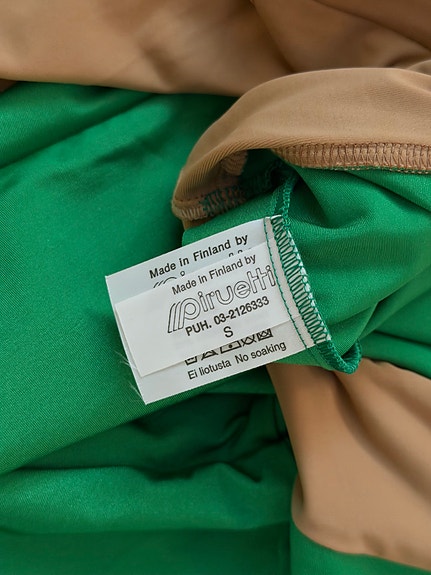 Made in Finland by
Made in Finland by
Piruetti
PUH. 03-2126333
S
Ei liotusta No soaking